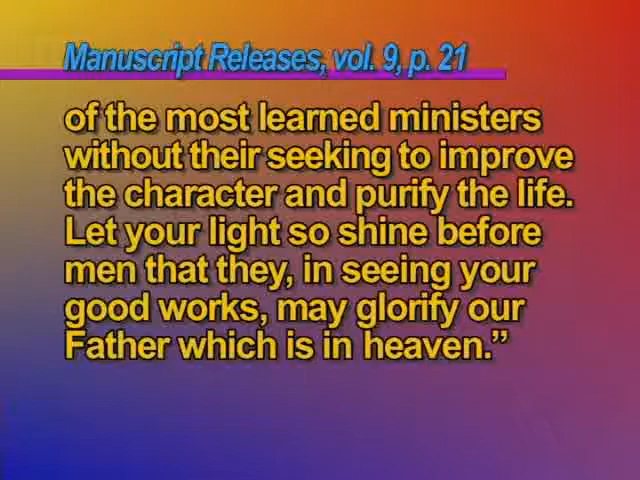 Manuscript Releases, vol. 9, p. 21
of the most learned ministers
without their seeking to improve
the character and purify the life.
Let your light so shine before
men that they, in seeing your
good works, may glorify our
Father which is in heaven.”